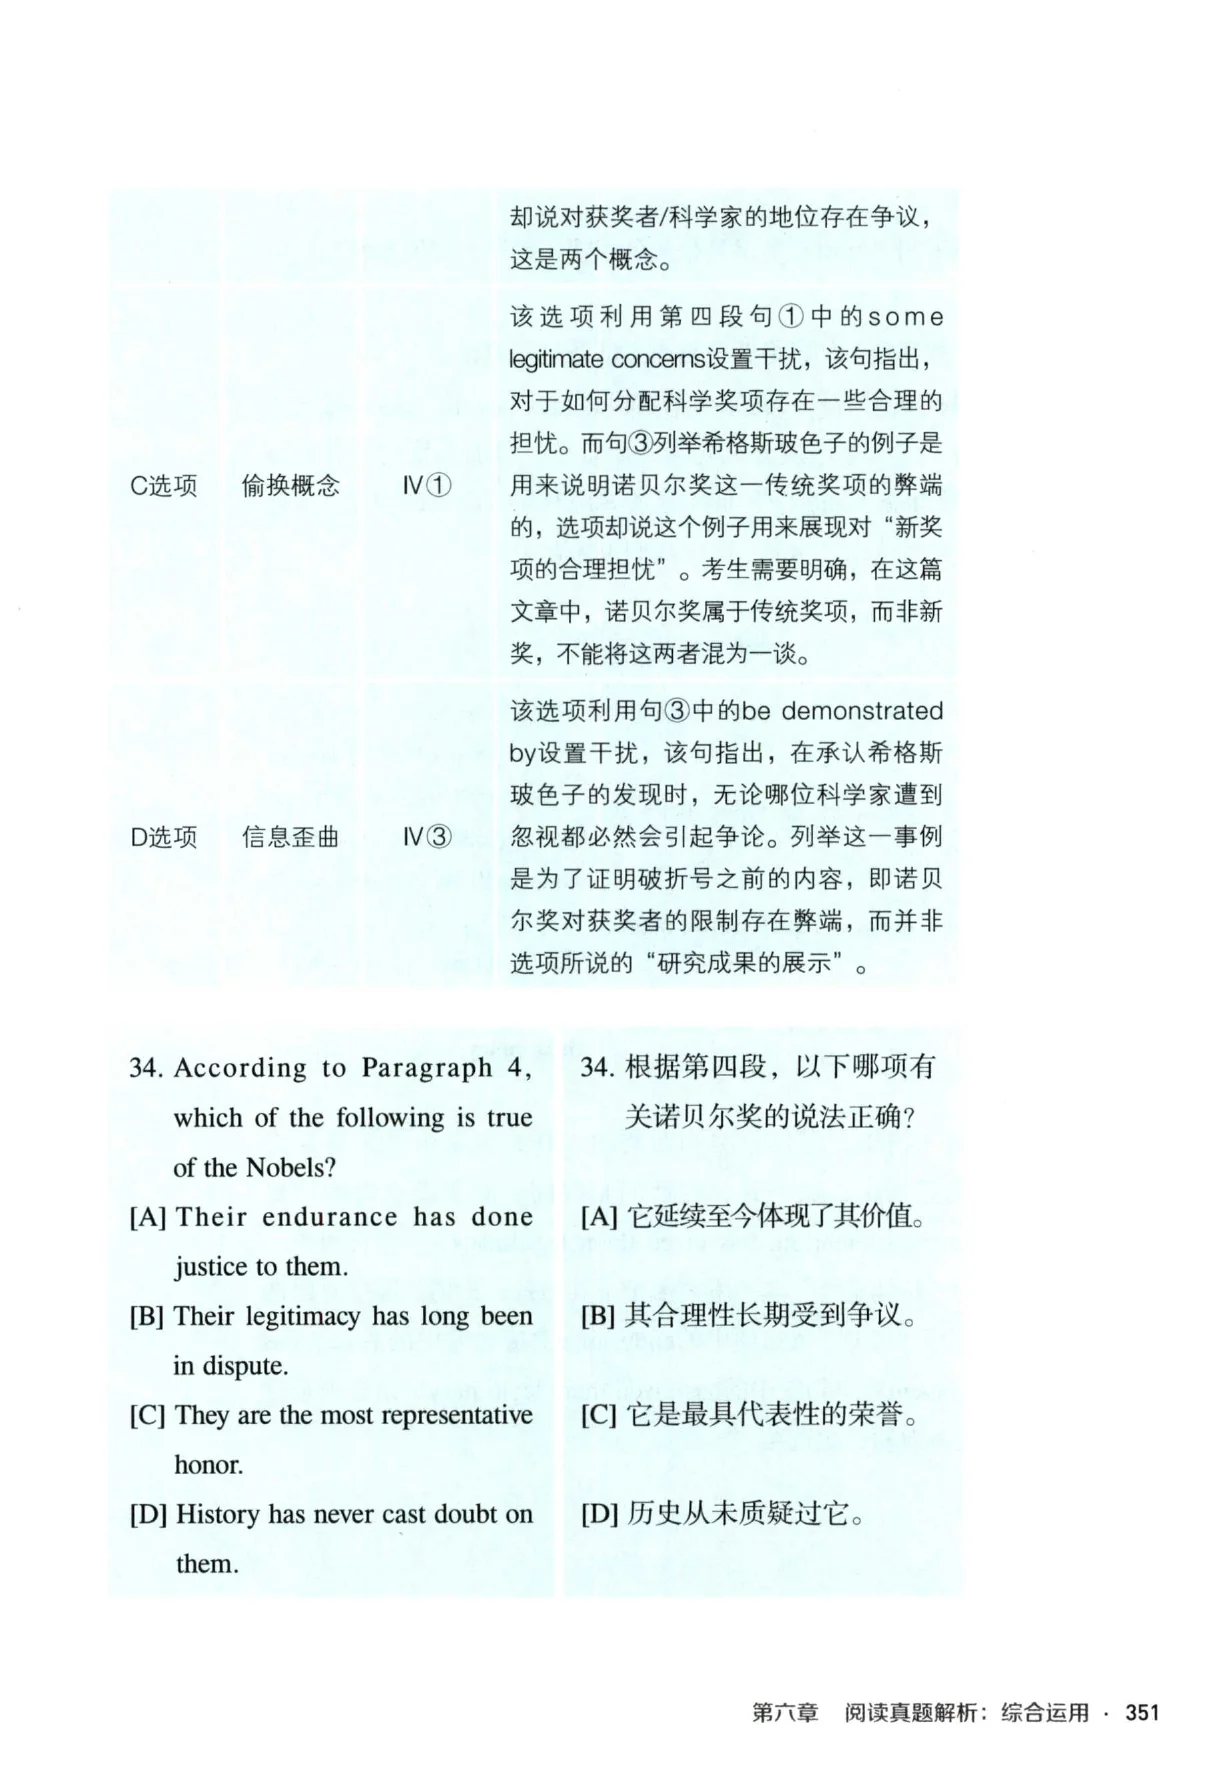 却说对获奖者/科学家的地位存在争议，
这是两个概念。
C选项
偷换概念
IV①
该选项利用第四段句①中的some
legitimate concerns设置干扰，该句指出，
对于如何分配科学奖项存在一些合理的
担忧。而句③列举希格斯玻色子的例子是
用来说明诺贝尔奖这一传统奖项的弊端
的，选项却说这个例子用来展现对“新奖
项的合理担忧”。考生需要明确，在这篇
文章中，诺贝尔奖属于传统奖项，而非新
奖，不能将这两者混为一谈。
D选项
信息歪曲
IV③
该选项利用句③中的be demonstrated
by设置干扰，该句指出，在承认希格斯
玻色子的发现时，无论哪位科学家遭到
忽视都必然会引起争论。列举这一事例
是为了证明破折号之前的内容，即诺贝
尔奖对获奖者的限制存在弊端，而并非
选项所说的“研究成果的展示”。
34. According to Paragraph 4,
which of the following is true
of the Nobels?
[A] Their endurance has done
justice to them.
[B] Their legitimacy has long been
in dispute.
[C] They are the most representative
honor.
[D] History has never cast doubt on
them.
34. 根据第四段，以下哪项有
关诺贝尔奖的说法正确？
[A] 它延续至今体现了其价值。
[B] 其合理性长期受到争议。
[C] 它是最具代表性的荣誉。
[D] 历史从未质疑过它。
第六章 阅读真题解析：综合运用 · 351